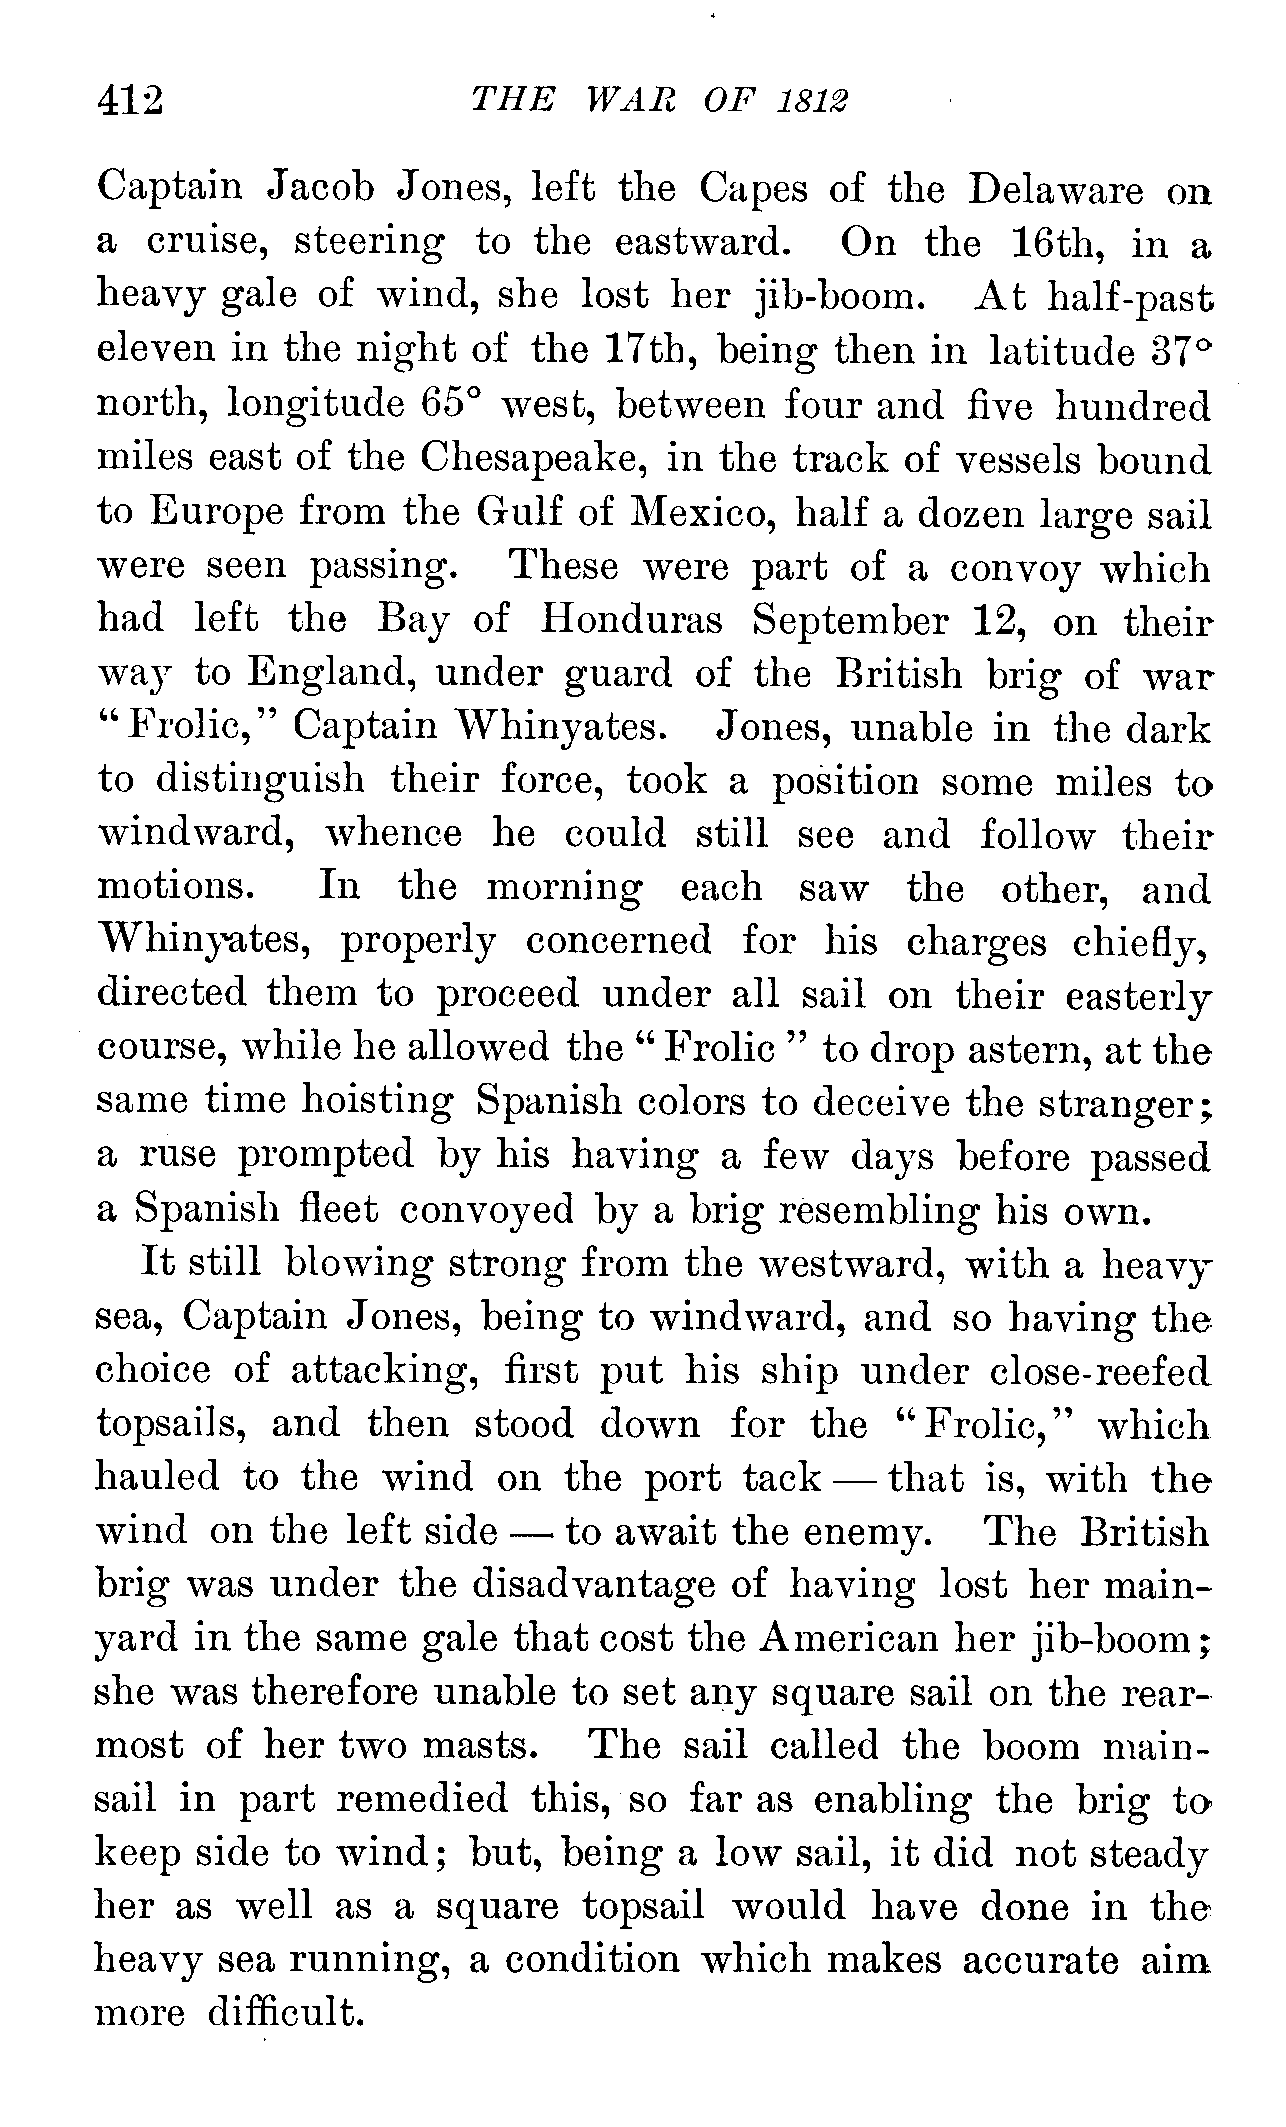 412 THE WAR OF 1812
Captain Jacob Jones, left the Capes of the Delaware on
a cruise, steering to the eastward. On the 16th, in a
heavy gale of wind, she lost her jib-boom. At half-past
eleven in the night of the 17th, being then in latitude 37°
north, longitude 65° west, between four and five hundred
miles east of the Chesapeake, in the track of vessels bound
to Europe from the Gulf of Mexico, half a dozen large sail
were seen passing. These were part of a convoy which
had left the Bay of Honduras September 12, on their
way to England, under guard of the British brig of war
“Frolic,” Captain Whinyates. Jones, unable in the dark
to distinguish their force, took a position some miles to
windward, whence he could still see and follow their
motions. In the morning each saw the other, and
Whinyates, properly concerned for his charges chiefly,
directed them to proceed under all sail on their easterly
course, while he allowed the “Frolic” to drop astern, at the
same time hoisting Spanish colors to deceive the stranger;
a ruse prompted by his having a few days before passed
a Spanish fleet convoyed by a brig resembling his own.
It still blowing strong from the westward, with a heavy
sea, Captain Jones, being to windward, and so having the
choice of attacking, first put his ship under close-reefed
topsails, and then stood down for the “Frolic,” which
hauled to the wind on the port tack — that is, with the
wind on the left side — to await the enemy. The British
brig was under the disadvantage of having lost her main-
yard in the same gale that cost the American her jib-boom;
she was therefore unable to set any square sail on the rear-
most of her two masts. The sail called the boom main-
sail in part remedied this, so far as enabling the brig to
keep side to wind; but, being a low sail, it did not steady
her as well as a square topsail would have done in the
heavy sea running, a condition which makes accurate aim
more difficult.